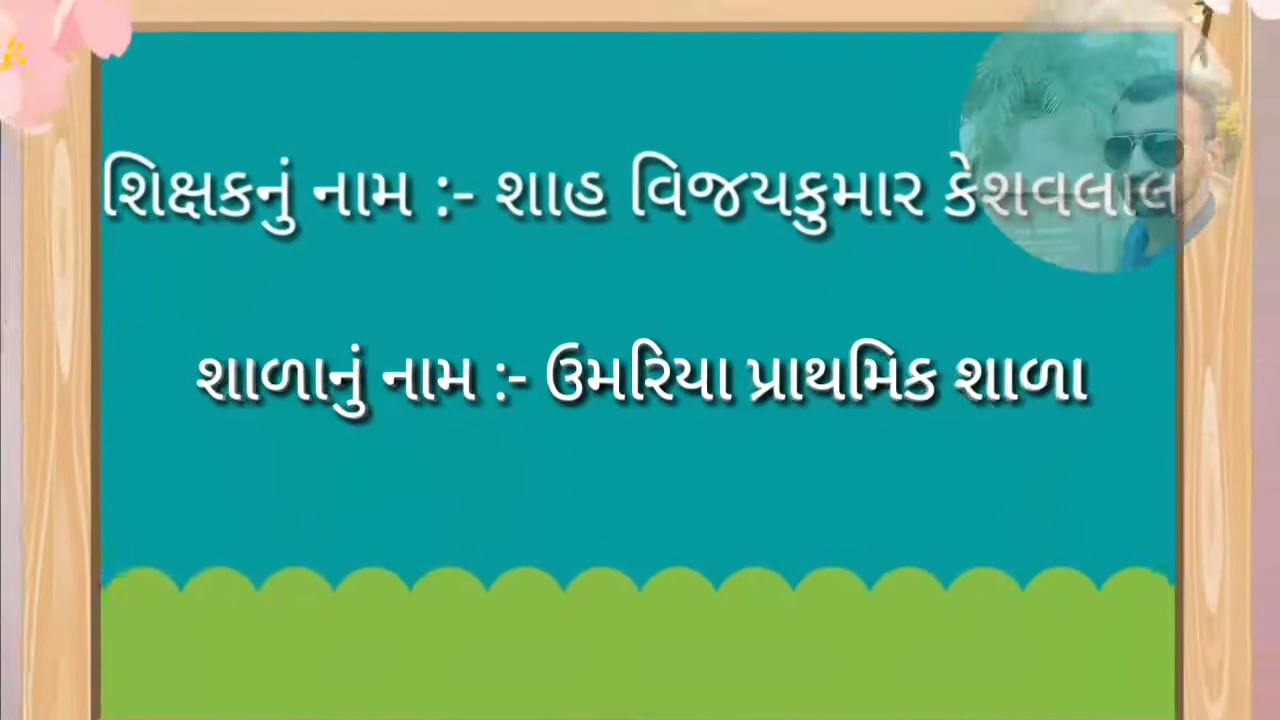 શિક્ષકનું નામ :- શાહ વિજયકુમાર કેશવલાલ
શાળાનું નામ :- ઉમરિયા પ્રાથમિક શાળા